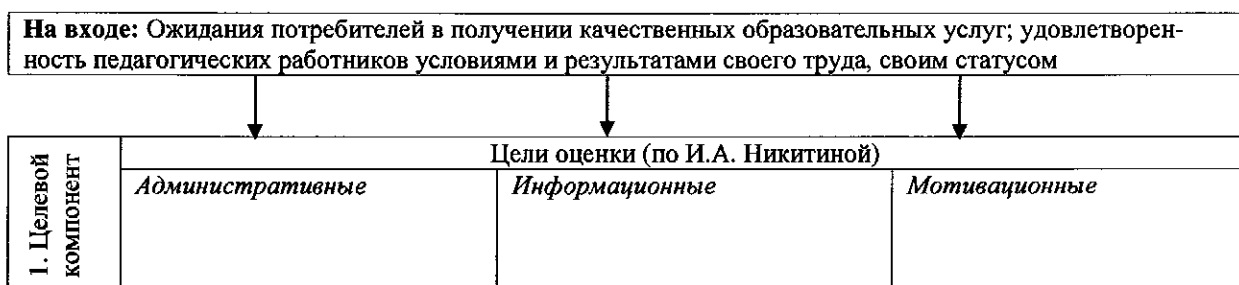 На входе: Ожидания потребителей в получении качественных образовательных услуг; удовлетворен-
ность педагогических работников условиями и результатами своего труда, своим статусом
1. Целевой
компонент
Цели оценки (по И.А. Никитиной)
Административные
Информационные
Мотивационные